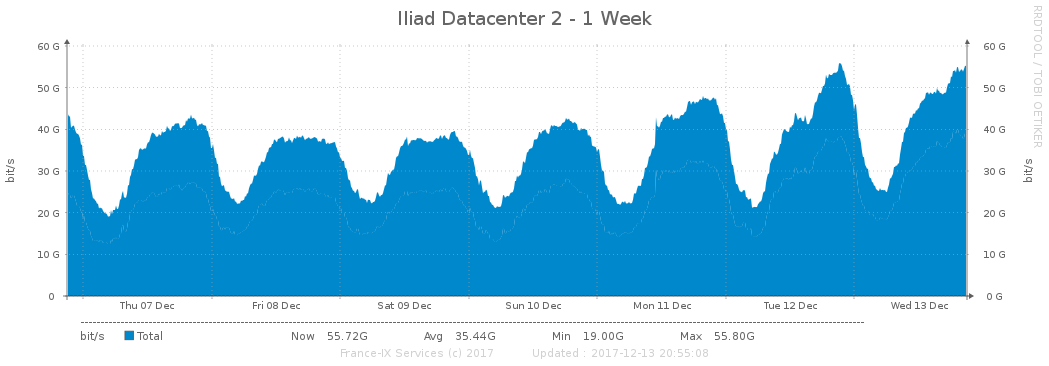 Iliad Datacenter 2 - 1 Week
RRDTOOL / TOBI OETIKER
60 G 60 G
50 G 50 G
40 G 40 G
30 G 30 G
20 G 20 G
10 G 10 G
0 0 G
bit/s
bit/s
Thu 07 Dec Fri 08 Dec Sat 09 Dec Sun 10 Dec Mon 11 Dec Tue 12 Dec Wed 13 Dec
bit/s Total Now 55.72G Avg 35.44G Min 19.00G Max 55.80G
France-IX Services (c) 2017 Updated : 2017-12-13 20:55:08